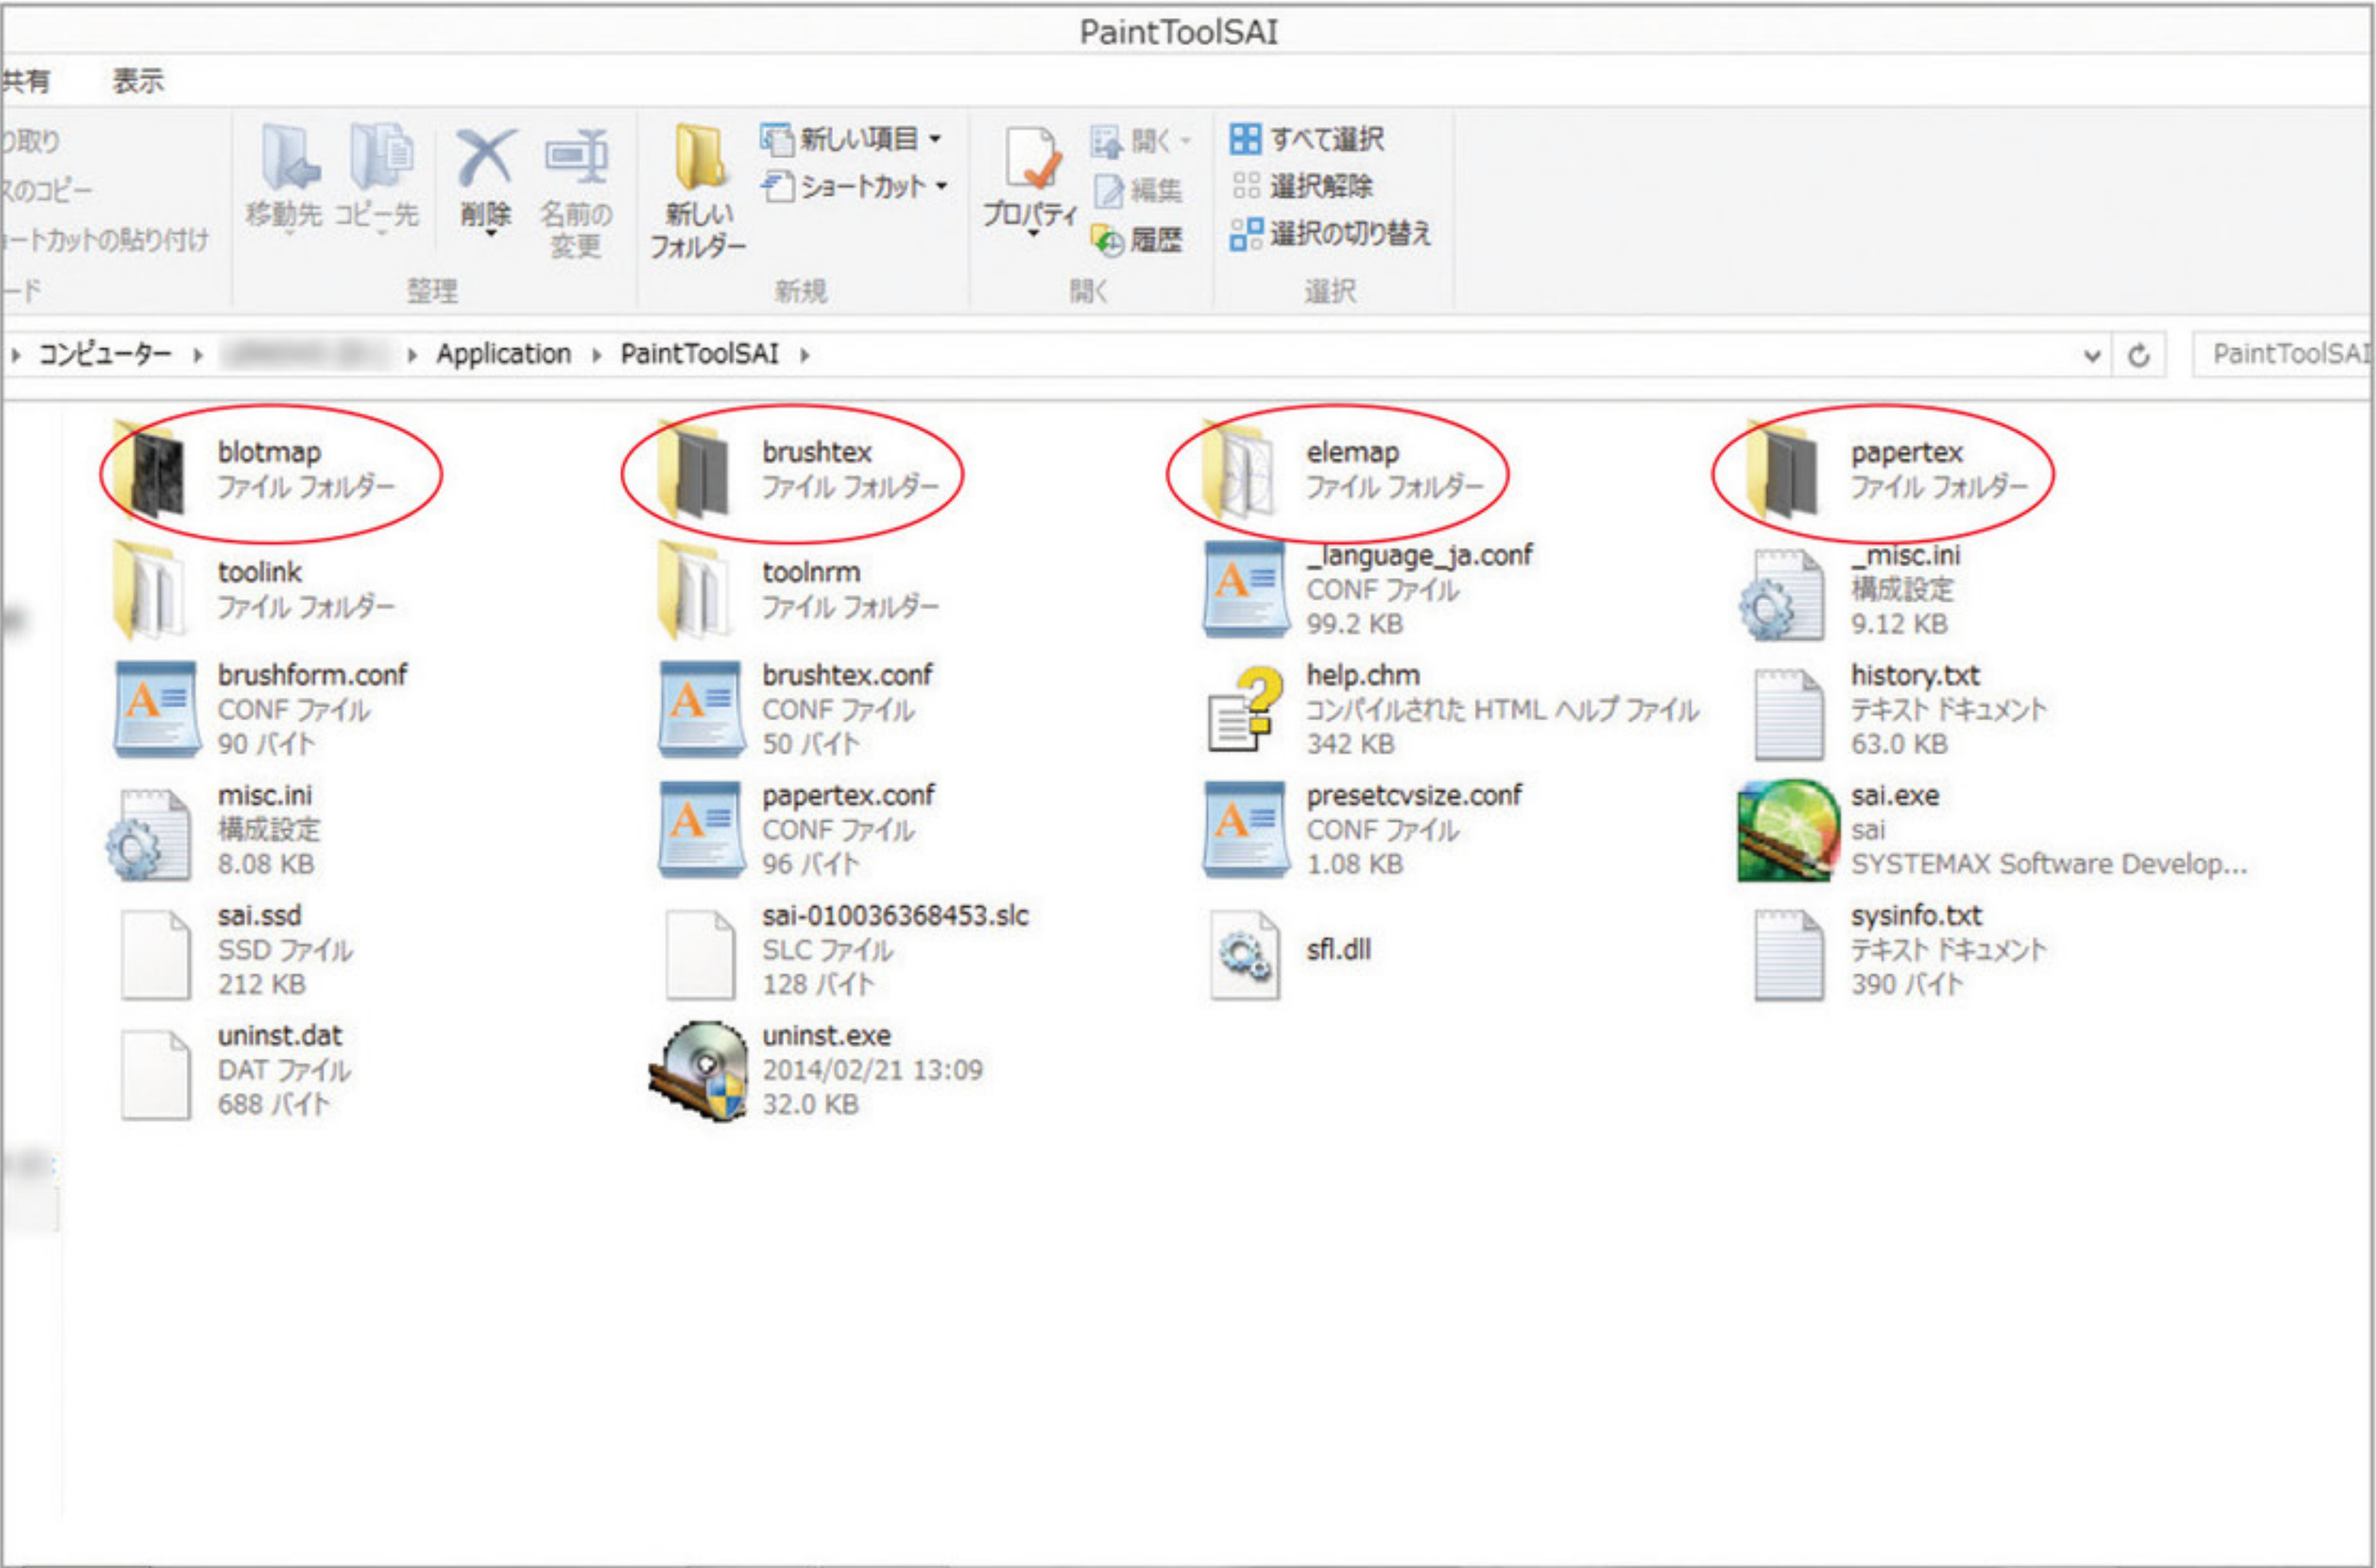 PaintToolSAI
共有 表示
り取り
スのコピー
ョートカットの貼り付け
ード
移動先
コピー先
削除
名前の
変更
整理
新しい
フォルダー
新しい項目
ショートカット
新規
プロパティ
開く
編集
履歴
開く
すべて選択
選択解除
選択の切り替え
選択
コンピューター Application PaintToolSAI
PaintToolSAI
blotmap
ファイル フォルダー
brushtex
ファイル フォルダー
elemap
ファイル フォルダー
papertex
ファイル フォルダー
toolink
ファイル フォルダー
toolnrm
ファイル フォルダー
_language_ja.conf
CONF ファイル
99.2 KB
_misc.ini
構成設定
9.12 KB
brushform.conf
CONF ファイル
90 バイト
brushtex.conf
CONF ファイル
50 バイト
help.chm
コンパイルされた HTML ヘルプ ファイル
342 KB
history.txt
テキスト ドキュメント
63.0 KB
misc.ini
構成設定
8.08 KB
papertex.conf
CONF ファイル
96 バイト
presetcvsize.conf
CONF ファイル
1.08 KB
sai.exe
sai
SYSTEMAX Software Develop...
sai.ssd
SSD ファイル
212 KB
sai-010036368453.slc
SLC ファイル
128 バイト
sfl.dll
sysinfo.txt
テキスト ドキュメント
390 バイト
uninst.dat
DAT ファイル
688 バイト
uninst.exe
2014/02/21 13:09
32.0 KB